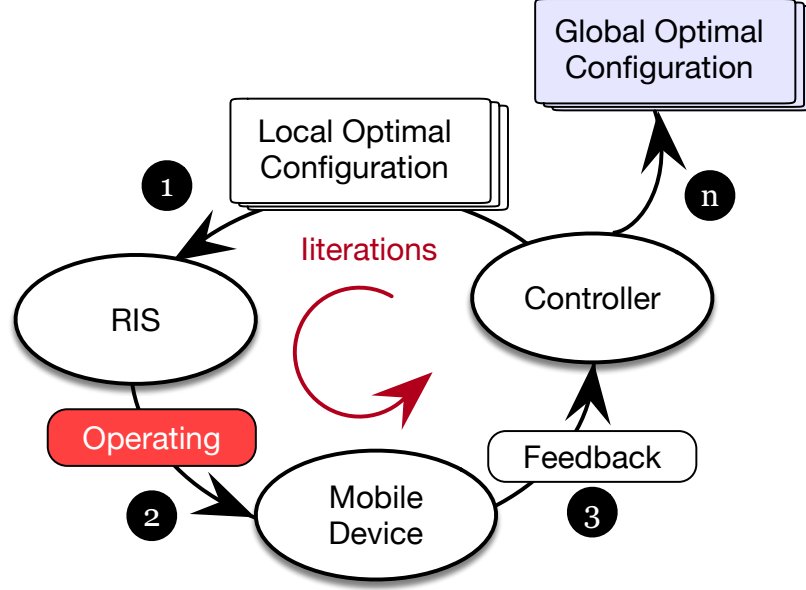 Global Optimal
Configuration
Local Optimal
Configuration
1
n
Iiterations
RIS
Controller
Operating
Feedback
2
Mobile
Device
3